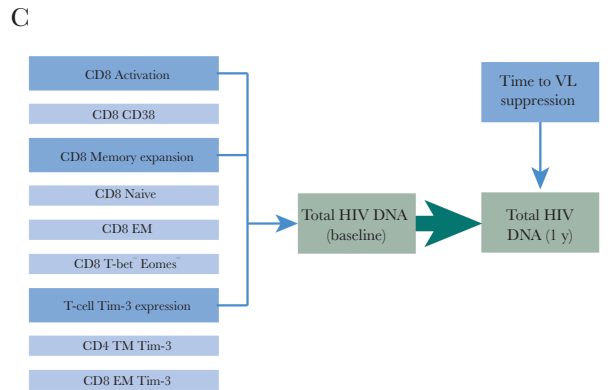 C
CD8 Activation
CD8 CD38
CD8 Memory expansion
CD8 Naive
CD8 EM
CD8 T-bet⁻ Eomes⁻
T-cell Tim-3 expression
CD4 TM Tim-3
CD8 EM Tim-3
Total HIV DNA
(baseline)
Time to VL
suppression
Total HIV
DNA (1 y)